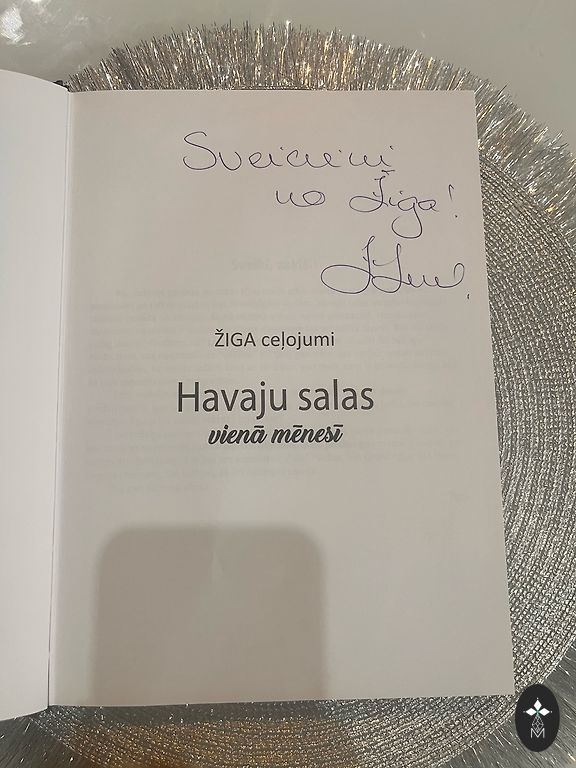 Sveicieni
no Žiga!
ŽIGA ceļojumi
Havaju salas
vienā mēnesī
M